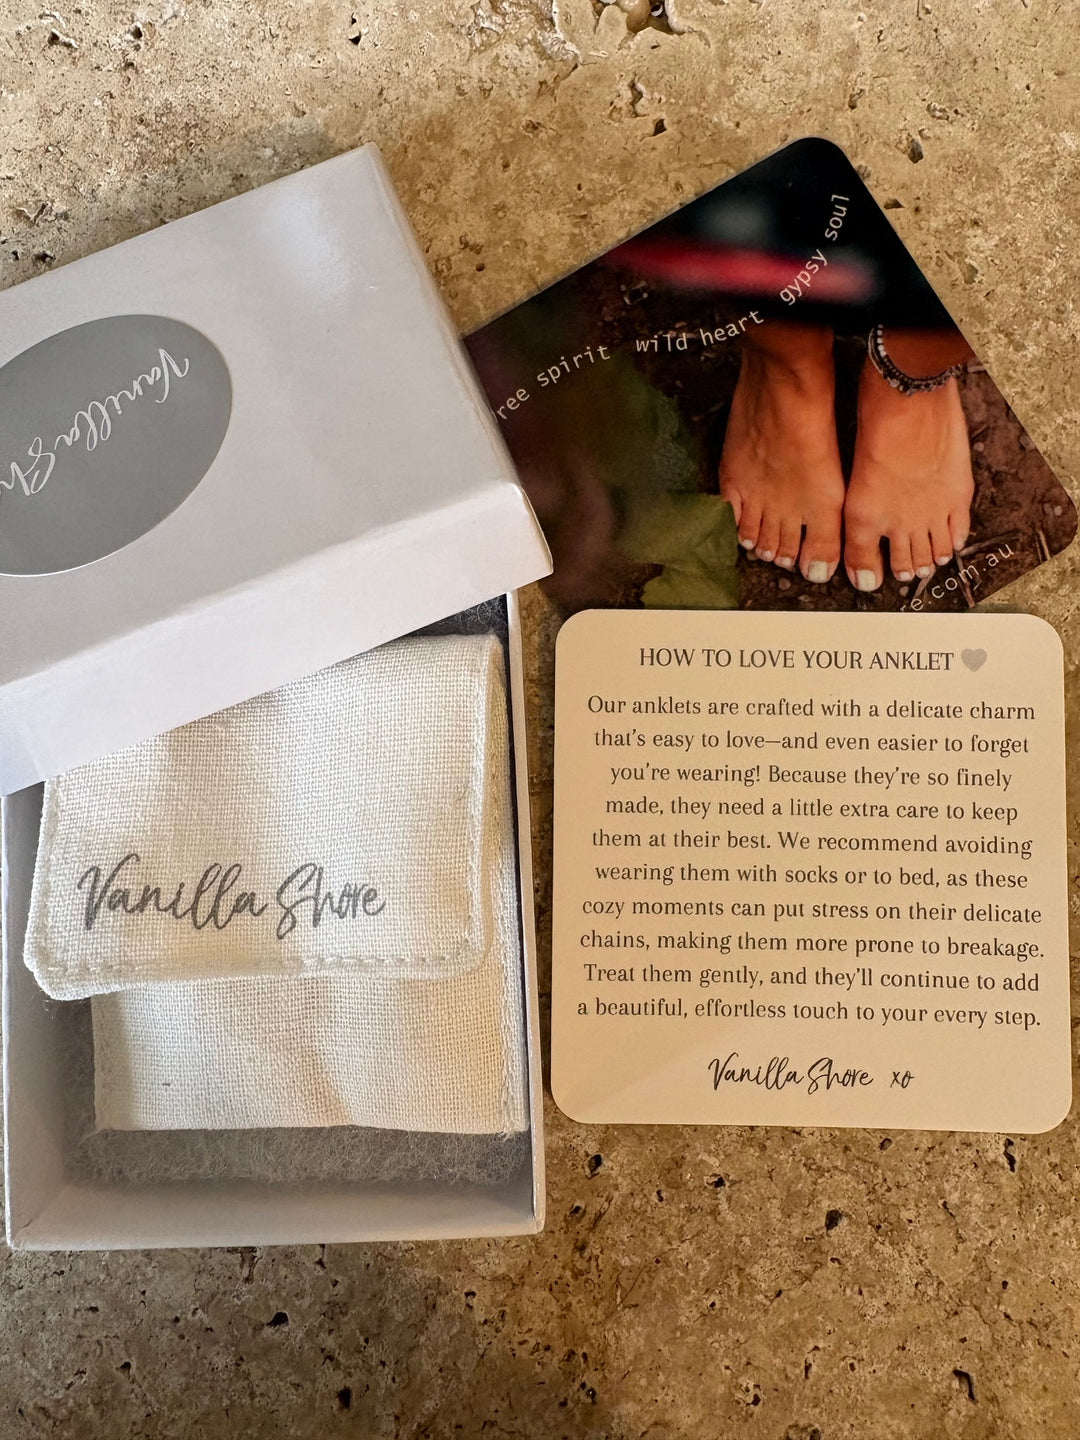 Vanilla
free spirit wild heart gypsy soul
HOW TO LOVE YOUR ANKLET
Our anklets are crafted with a delicate charm
that's easy to love—and even easier to forget
you're wearing! Because they're so finely
made, they need a little extra care to keep
them at their best. We recommend avoiding
wearing them with socks or to bed, as these
cozy moments can put stress on their delicate
chains, making them more prone to breakage.
Treat them gently, and they'll continue to add
a beautiful, effortless touch to your every step.
Vanilla Shore xo
Vanilla Shore